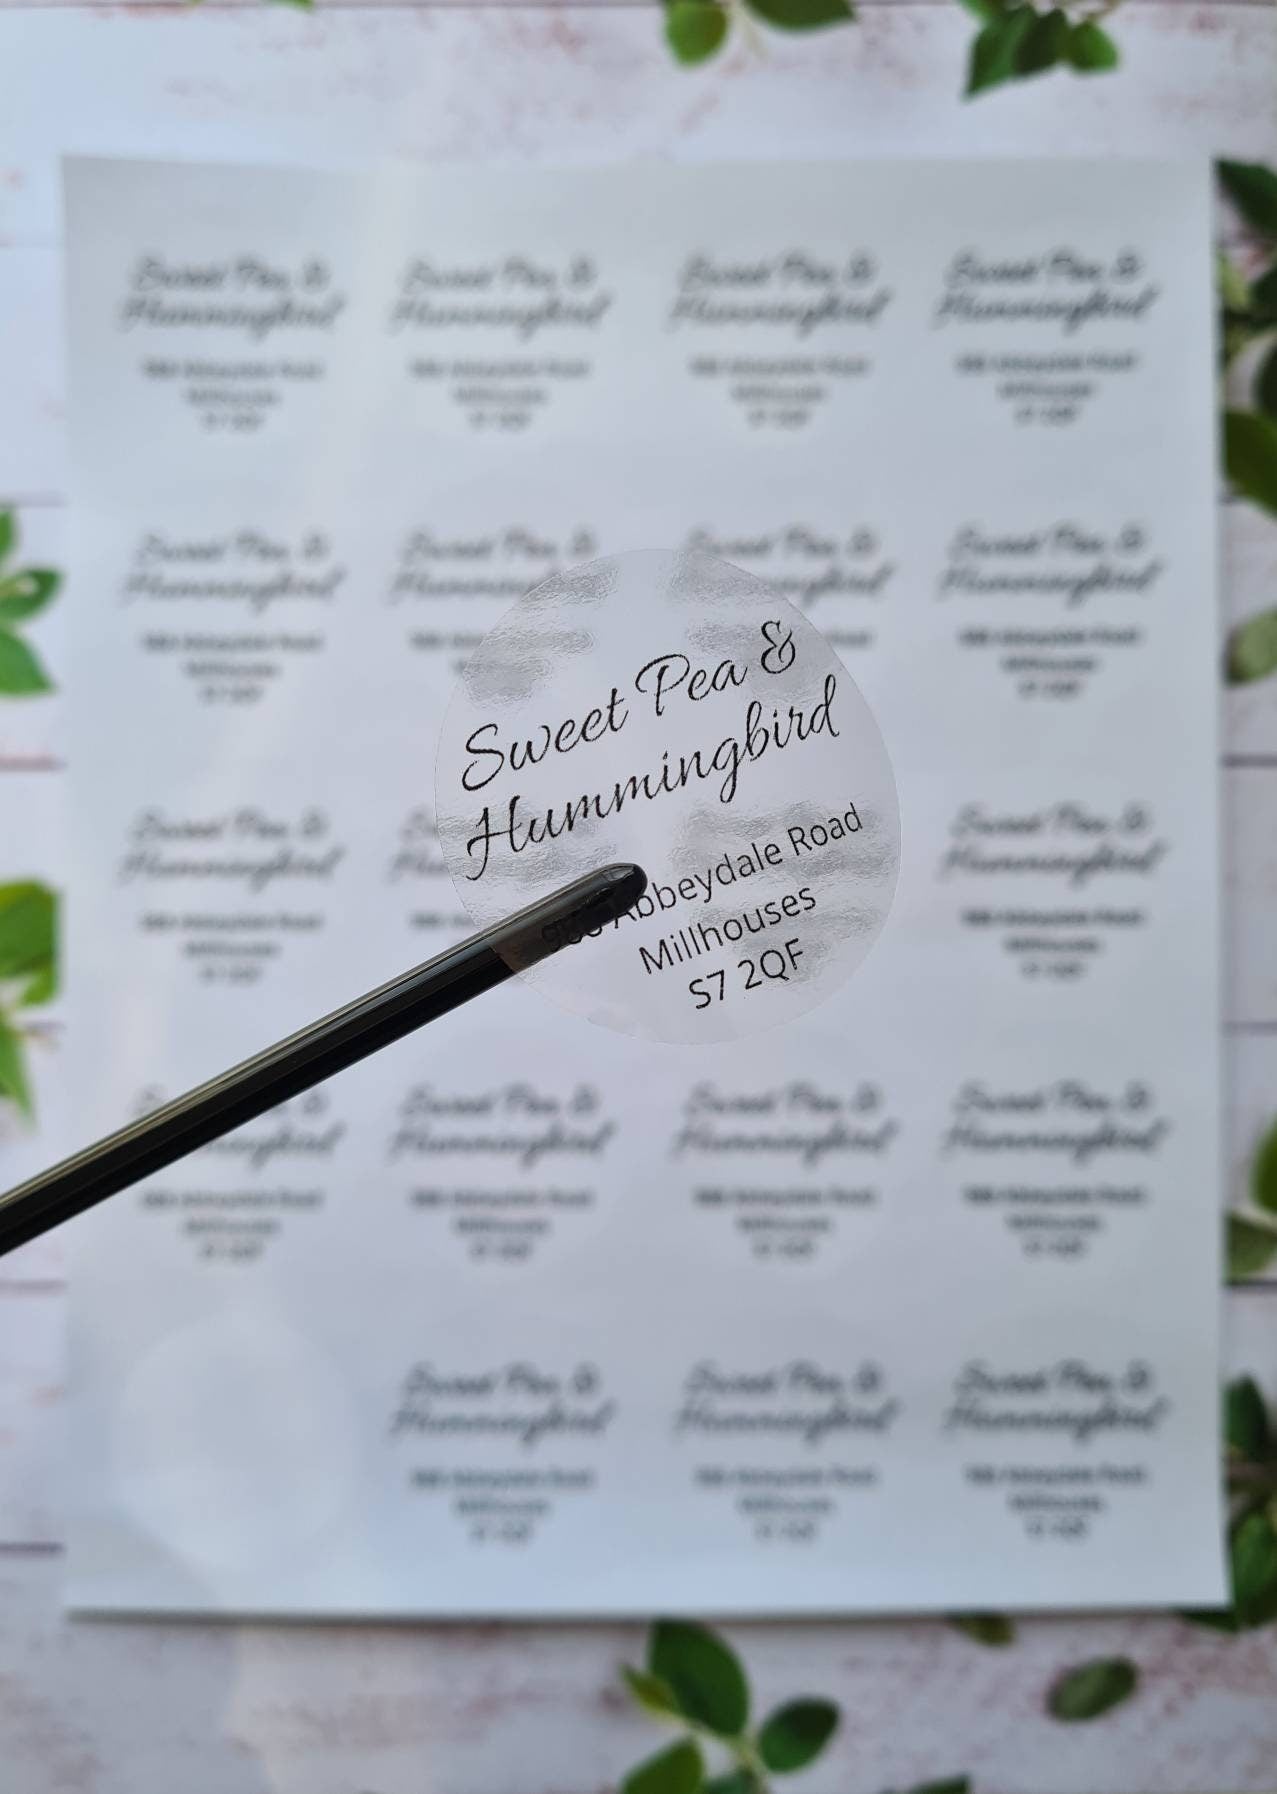 Sweet Pea &
Hummingbird
Abbeydale Road
Millhouses
S7 2QF